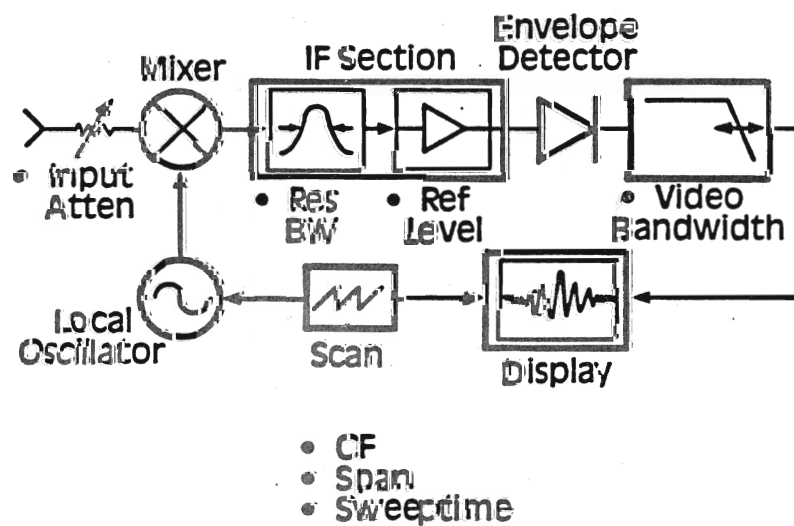 Envelope
Detector
IF Section
Mixer
• Input
Atten
• Res
BW
• Ref
Level
• Video
Bandwidth
Local
Oscillator
Scan
Display
• CF
• Span
• Sweeptime